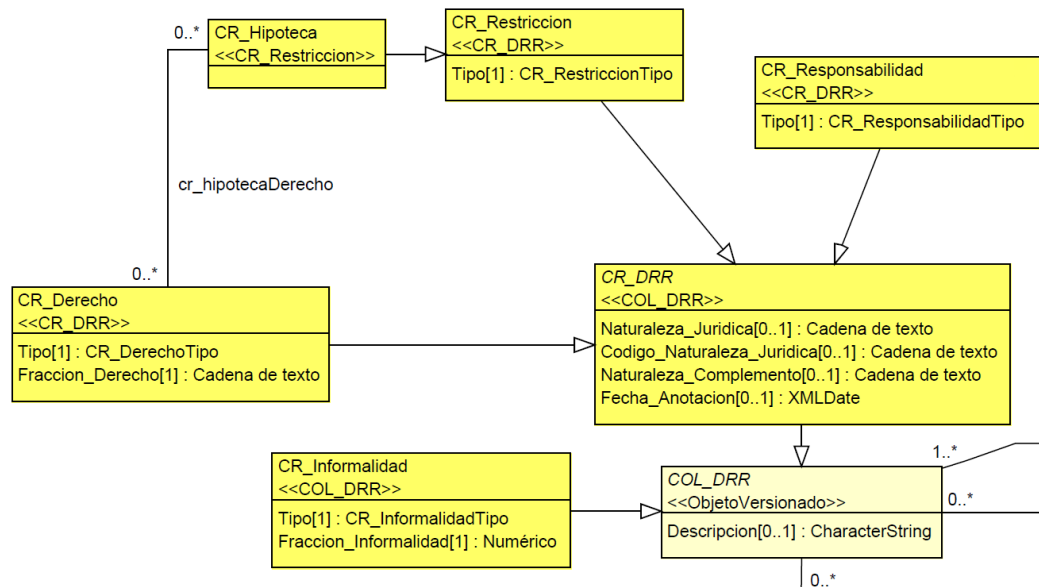 0..*
CR_Hipoteca
<<CR_Restriccion>>
CR_Restriccion
<<CR_DRR>>
Tipo[1] : CR_RestriccionTipo
CR_Responsabilidad
<<CR_DRR>>
Tipo[1] : CR_ResponsabilidadTipo
cr_hipotecaDerecho
0..*
CR_Derecho
<<CR_DRR>>
Tipo[1] : CR_DerechoTipo
Fraccion_Derecho[1] : Cadena de texto
CR_DRR
<<COL_DRR>>
Naturaleza_Juridica[0..1] : Cadena de texto
Codigo_Naturaleza_Juridica[0..1] : Cadena de texto
Naturaleza_Complemento[0..1] : Cadena de texto
Fecha_Anotacion[0..1] : XMLDate
CR_Informalidad
<<COL_DRR>>
Tipo[1] : CR_InformalidadTipo
Fraccion_Informalidad[1] : Numérico
COL_DRR
<<ObjetoVersionado>>
Descripcion[0..1] : CharacterString
1..*
0..*
0..*